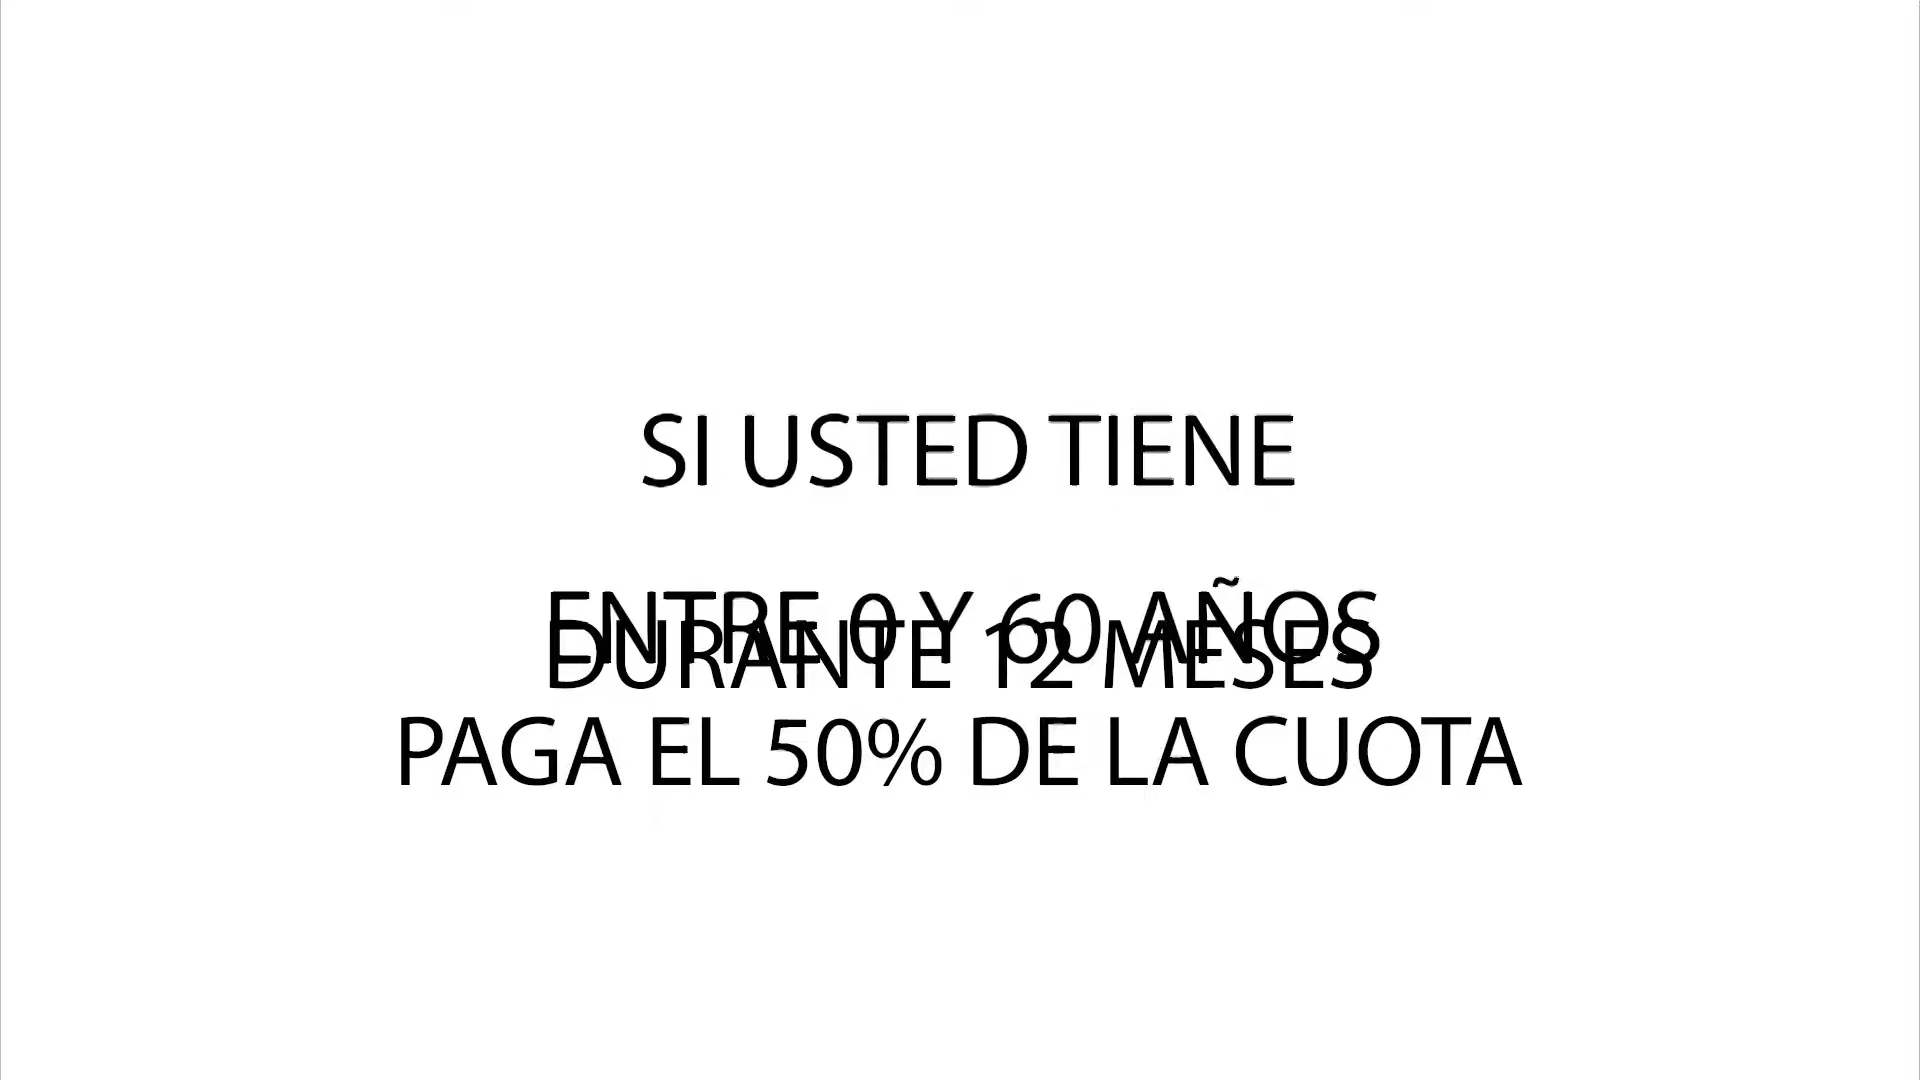 SI USTED TIENE
ENTRE 0 Y 60 AÑOS
DURANTE 12 MESES
PAGA EL 50% DE LA CUOTA